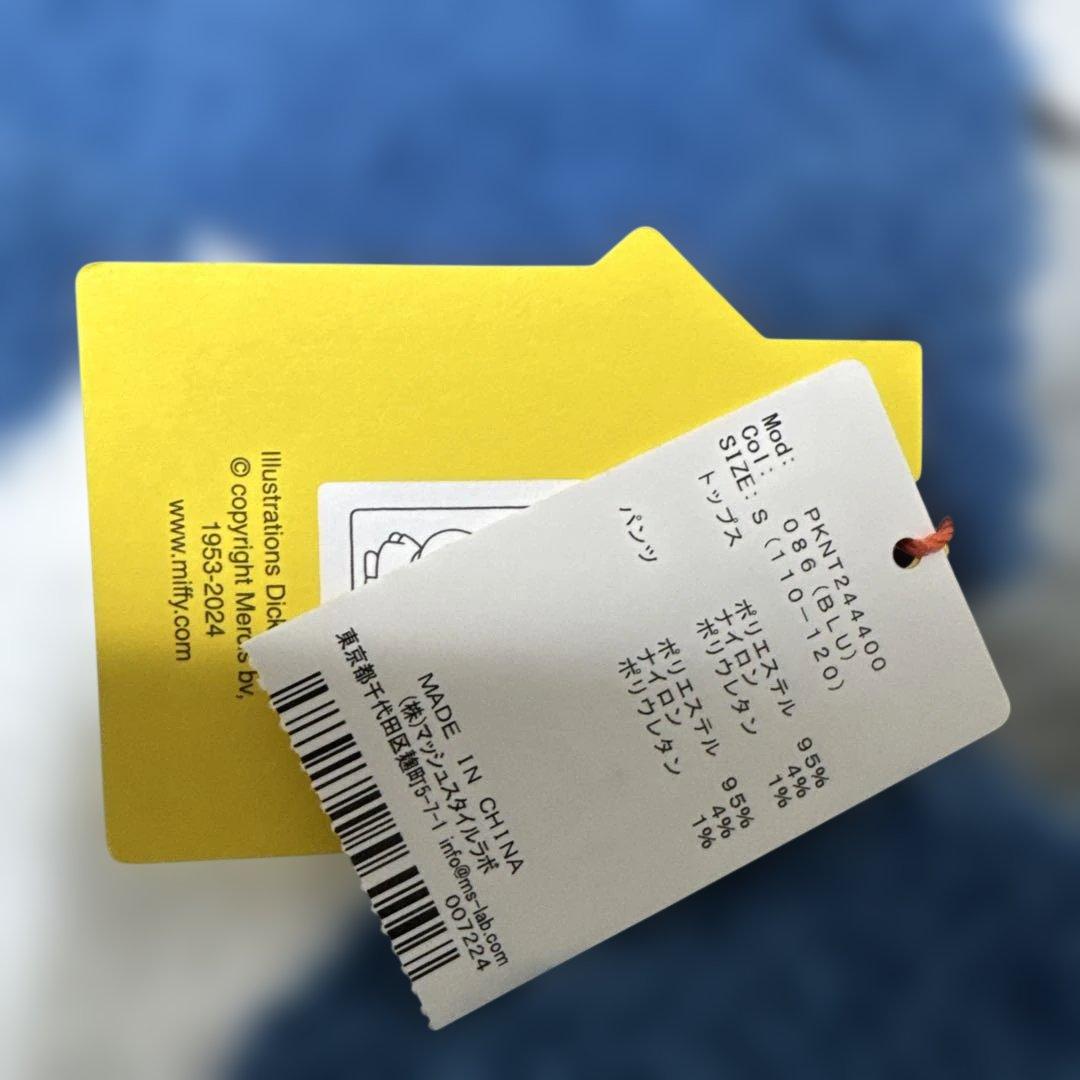 Mod: PKNT244400
Col: 086(BLU)
SIZE: S (110-120)
トップス ポリエステル 95%
ナイロン 4%
ポリウレタン 1%
パンツ ポリエステル 95%
ナイロン 4%
ポリウレタン 1%
MADE IN CHINA
(株)マッシュスタイルラボ 007224
東京都千代田区麹町5-7-1 info@ms-lab.com
Illustrations Dick
© copyright Mercis bv,
1953-2024
www.miffy.com